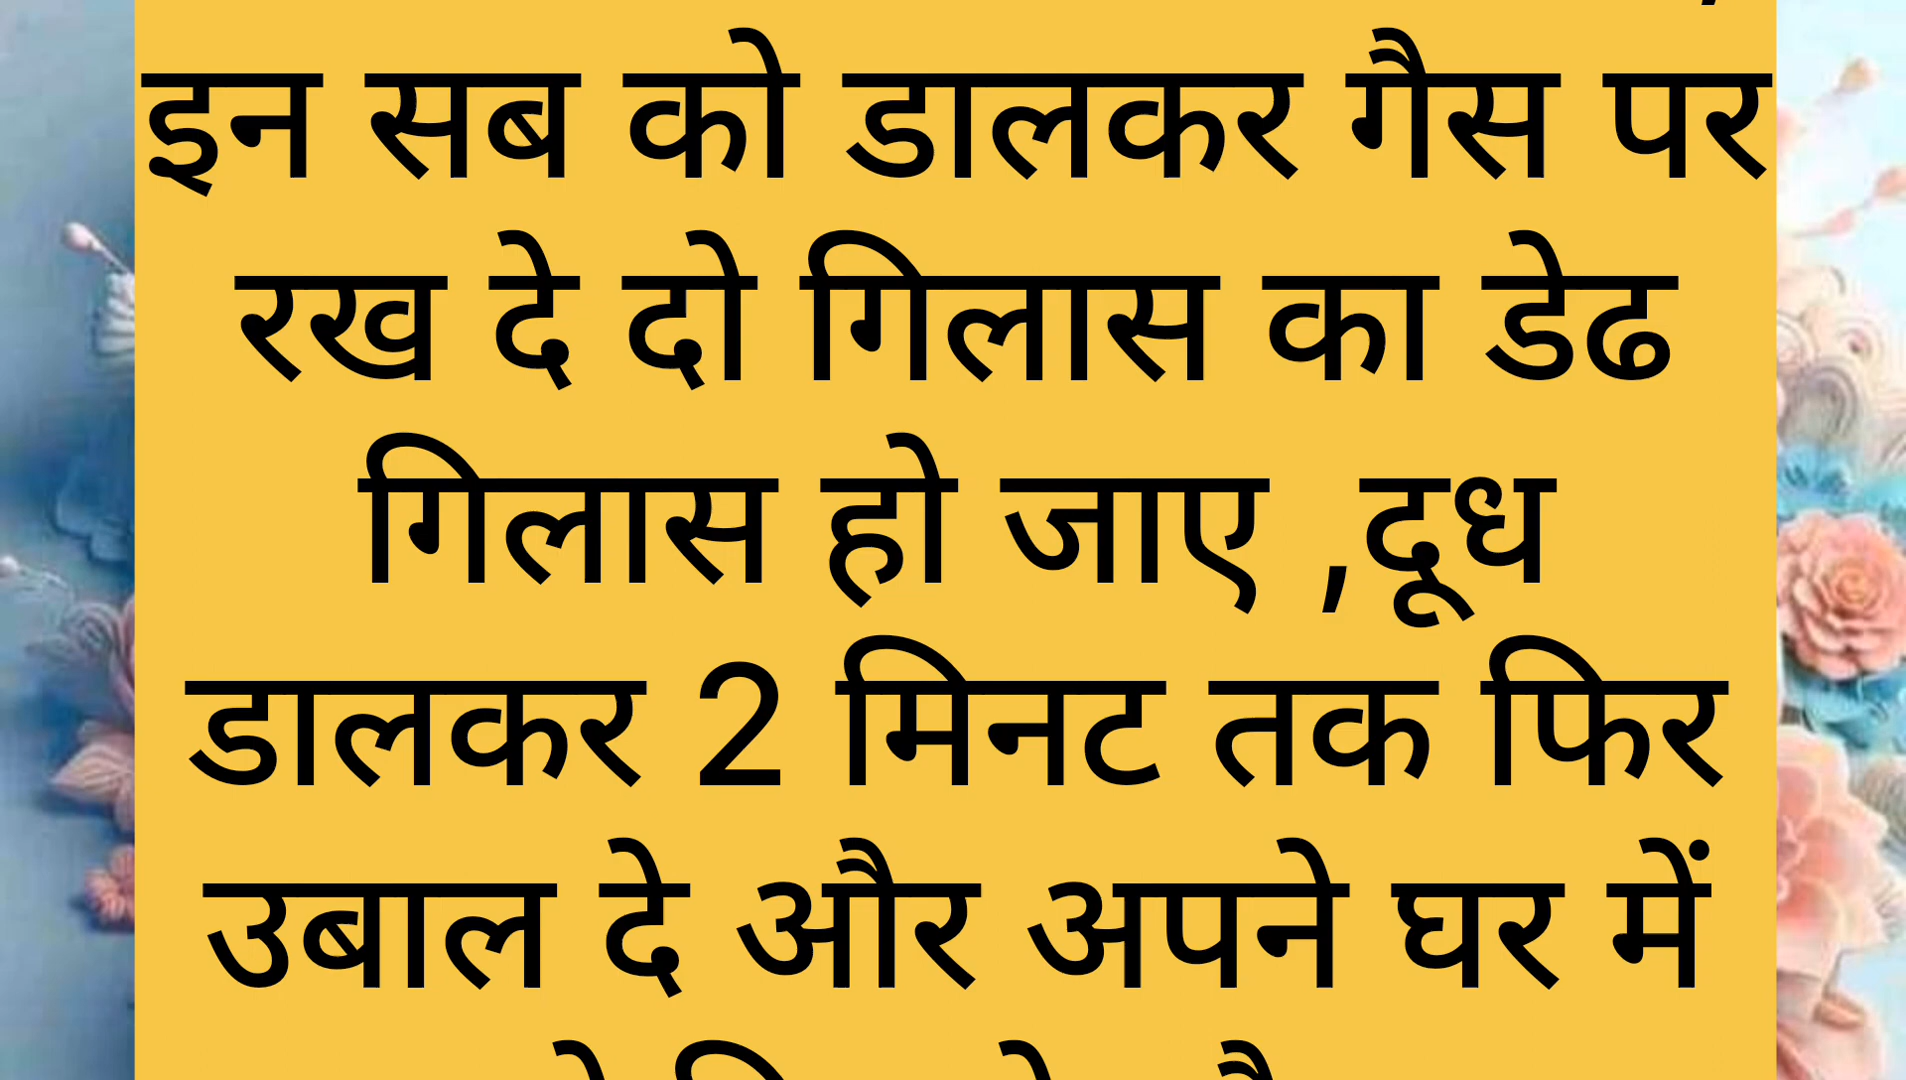 इन सब को डालकर गैस पर
रख दे दो गिलास का डेढ
गिलास हो जाए ,दूध
डालकर 2 मिनट तक फिर
उबाल दे और अपने घर में